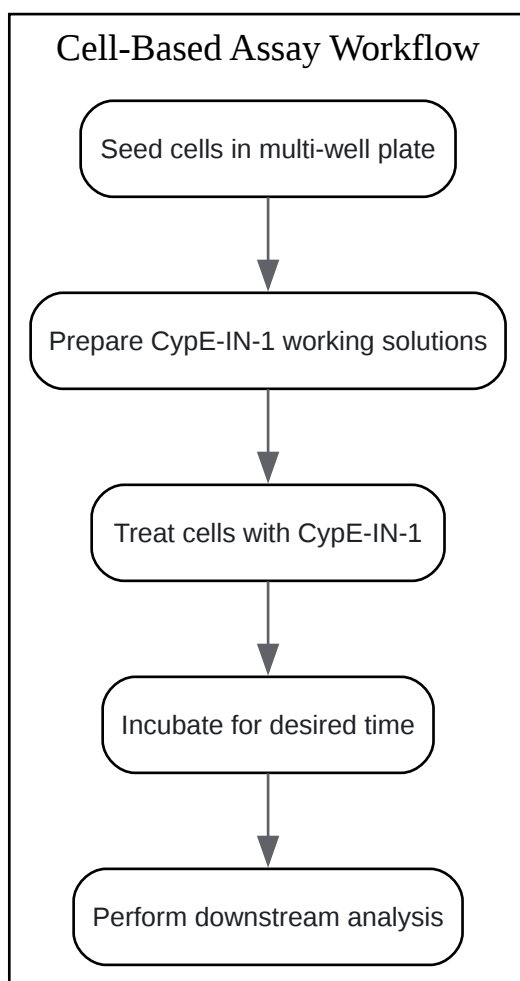 Cell-Based Assay Workflow
Seed cells in multi-well plate
Prepare CypE-IN-1 working solutions
Treat cells with CypE-IN-1
Incubate for desired time
Perform downstream analysis